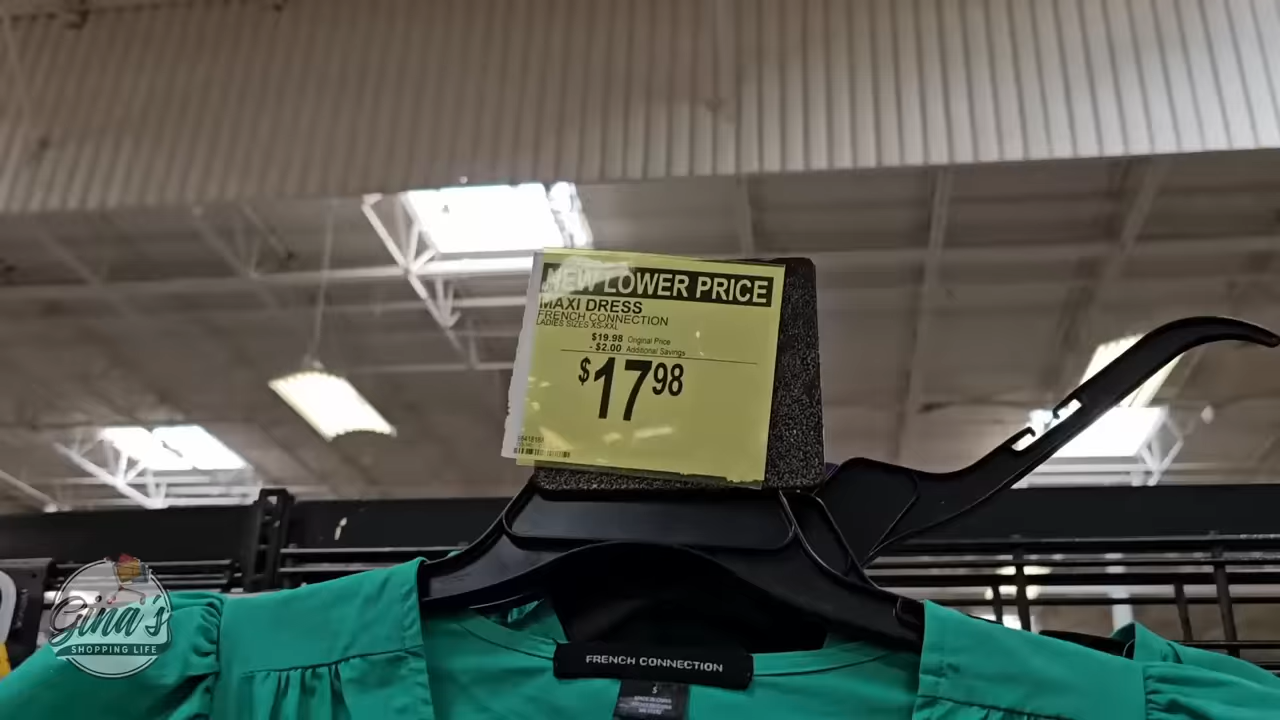 NEW LOWER PRICE
MAXI DRESS
FRENCH CONNECTION
LADIES SIZES XS-XXL
$19.98 Original Price
- $2.00 Additional Savings
$17.98
FRENCH CONNECTION
S
Gina's
SHOPPING LIFE